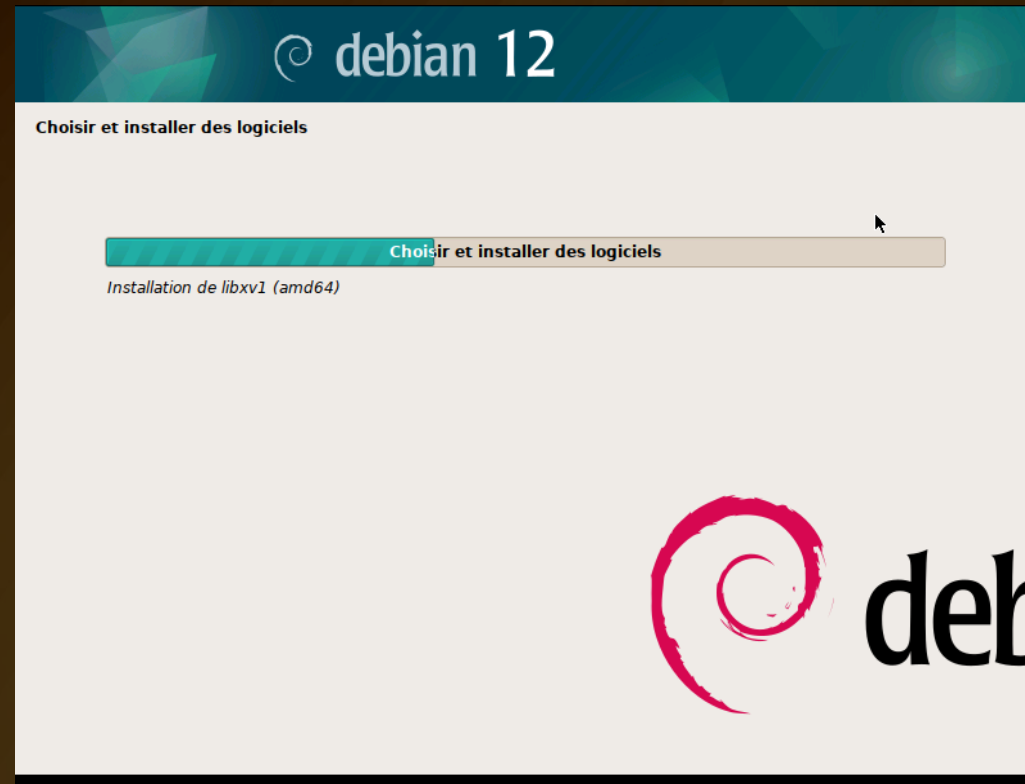 debian 12
Choisir et installer des logiciels
Choisir et installer des logiciels
Installation de libxv1 (amd64)
deb